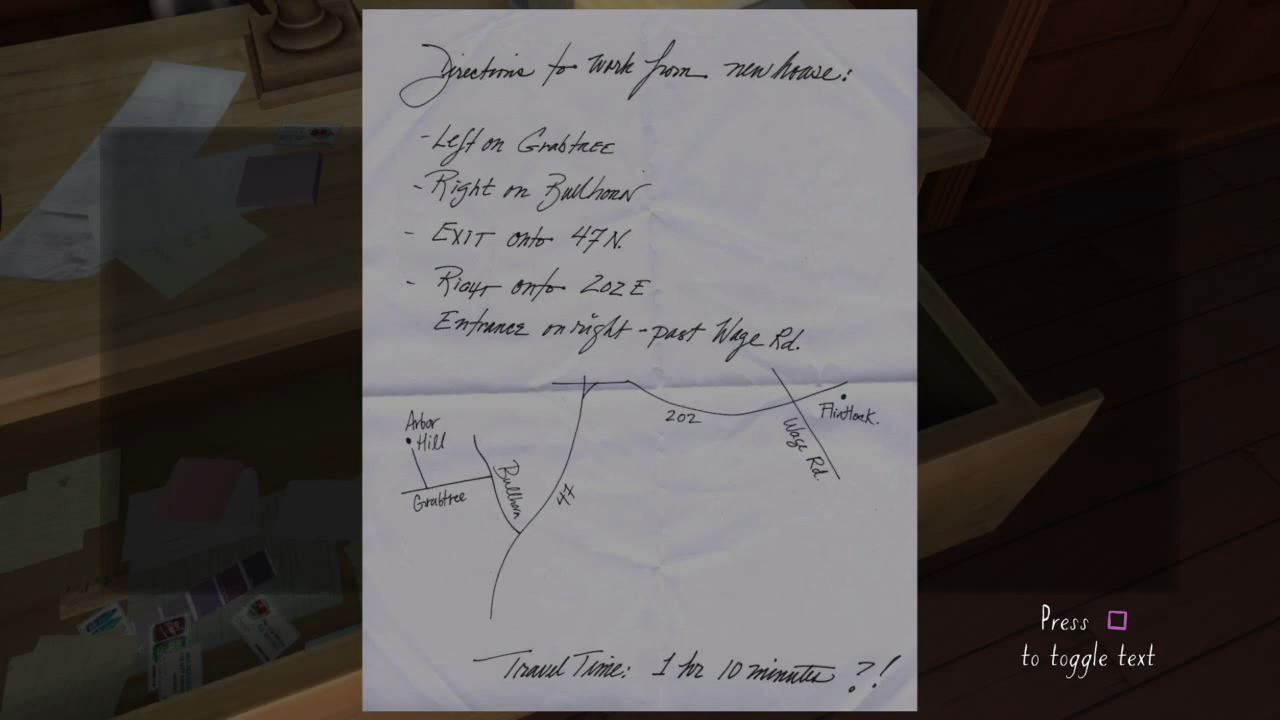 Directions to work from new house:
- Left on Grabtree
- Right on Bullhorn
- Exit onto 47 N.
- Right onto 202 E
Entrance on right - past Wage Rd.
Arbor
Hill
Grabtree
Bullhorn
47
202
Wage Rd.
Flintlock.
Travel Time: 1 hr 10 minutes ?!
Press
to toggle text